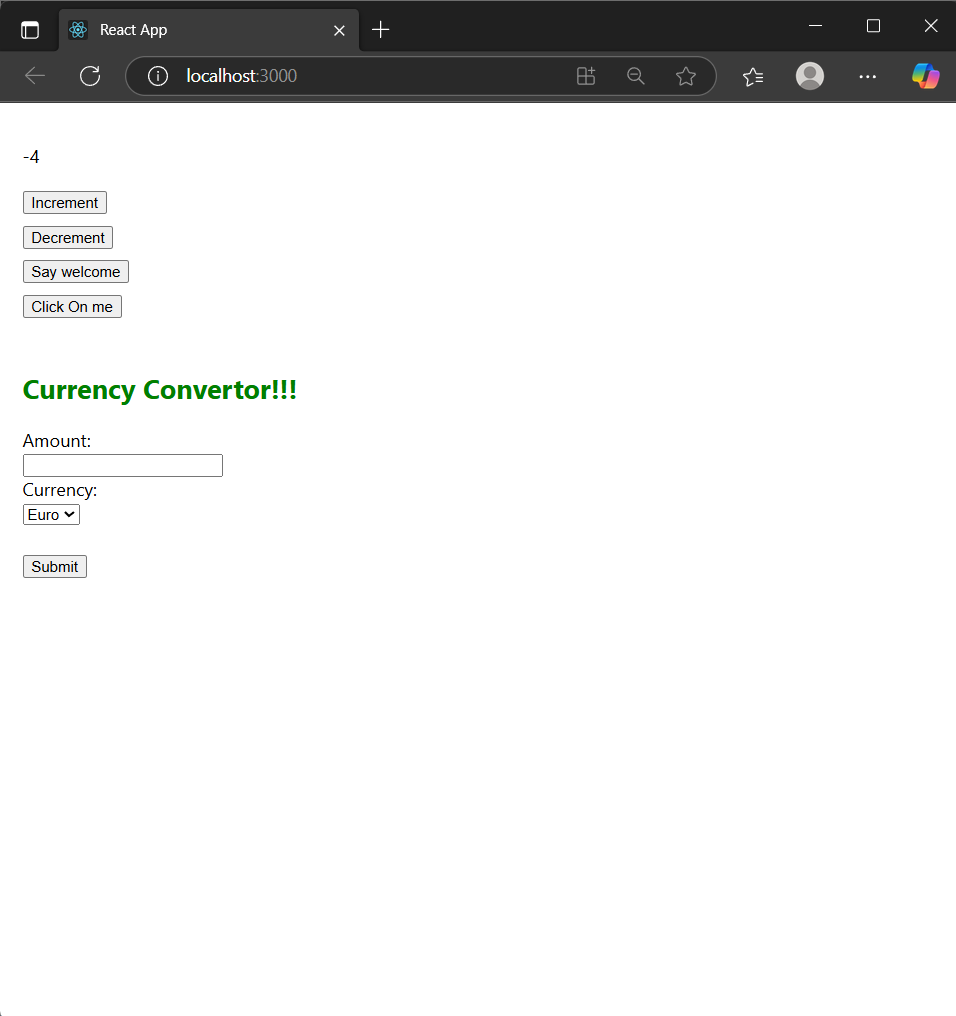 React App
localhost:3000
-4
Increment
Decrement
Say welcome
Click On me
Currency Convertor!!!
Amount:
Currency:
Euro
Submit